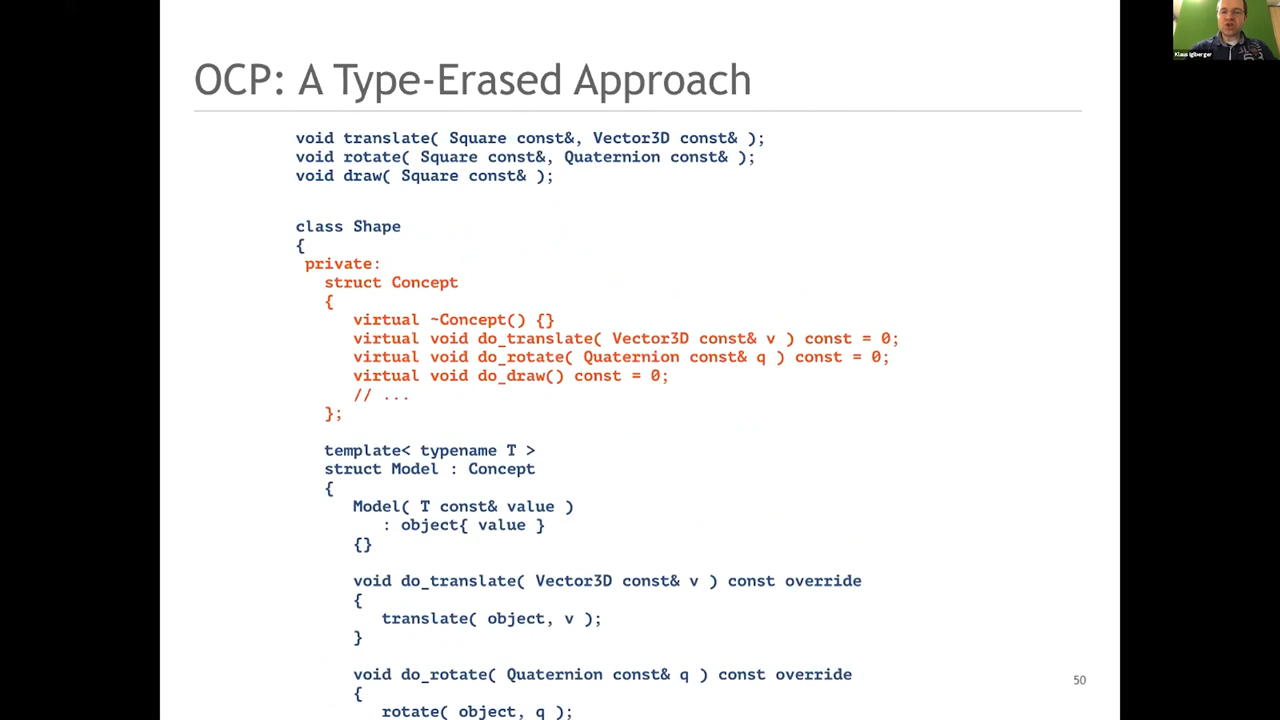 Klaus Iglberger
OCP: A Type-Erased Approach
void translate( Square const&, Vector3D const& );
void rotate( Square const&, Quaternion const& );
void draw( Square const& );
class Shape
{
private:
struct Concept
{
virtual ~Concept() {}
virtual void do_translate( Vector3D const& v ) const = 0;
virtual void do_rotate( Quaternion const& q ) const = 0;
virtual void do_draw() const = 0;
// ...
};
template< typename T >
struct Model : Concept
{
Model( T const& value )
: object{ value }
{}
void do_translate( Vector3D const& v ) const override
{
translate( object, v );
}
void do_rotate( Quaternion const& q ) const override
{
rotate( object, q );
50